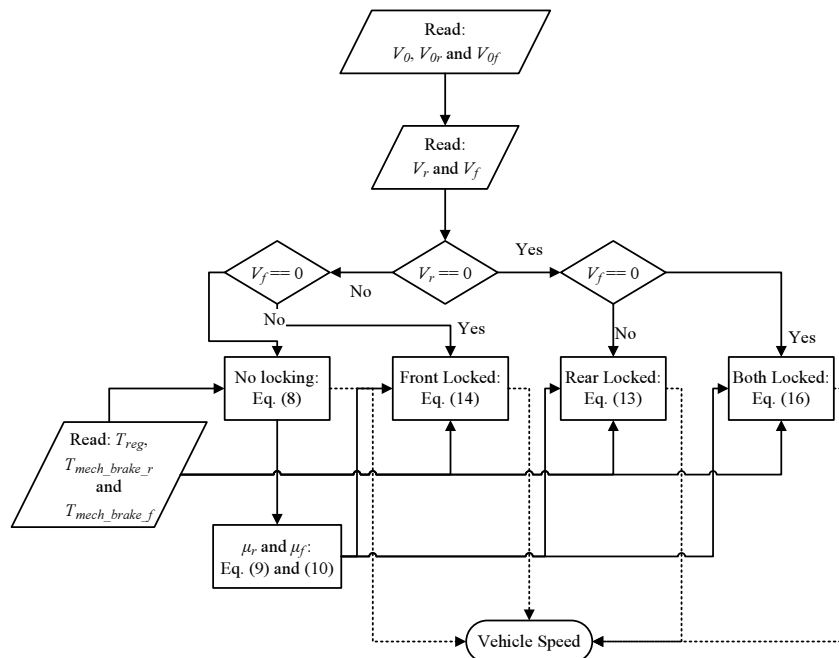 Read:
V0, V0r and V0f
Read:
Vr and Vf
Vf == 0
No
Vr == 0
Yes
Vf == 0
No
Yes
No
Yes
No locking:
Eq. (8)
Front Locked:
Eq. (14)
Rear Locked:
Eq. (13)
Both Locked:
Eq. (16)
Read: Treg,
Tmech_brake_r
and
Tmech_brake_f
μr and μf:
Eq. (9) and (10)
Vehicle Speed